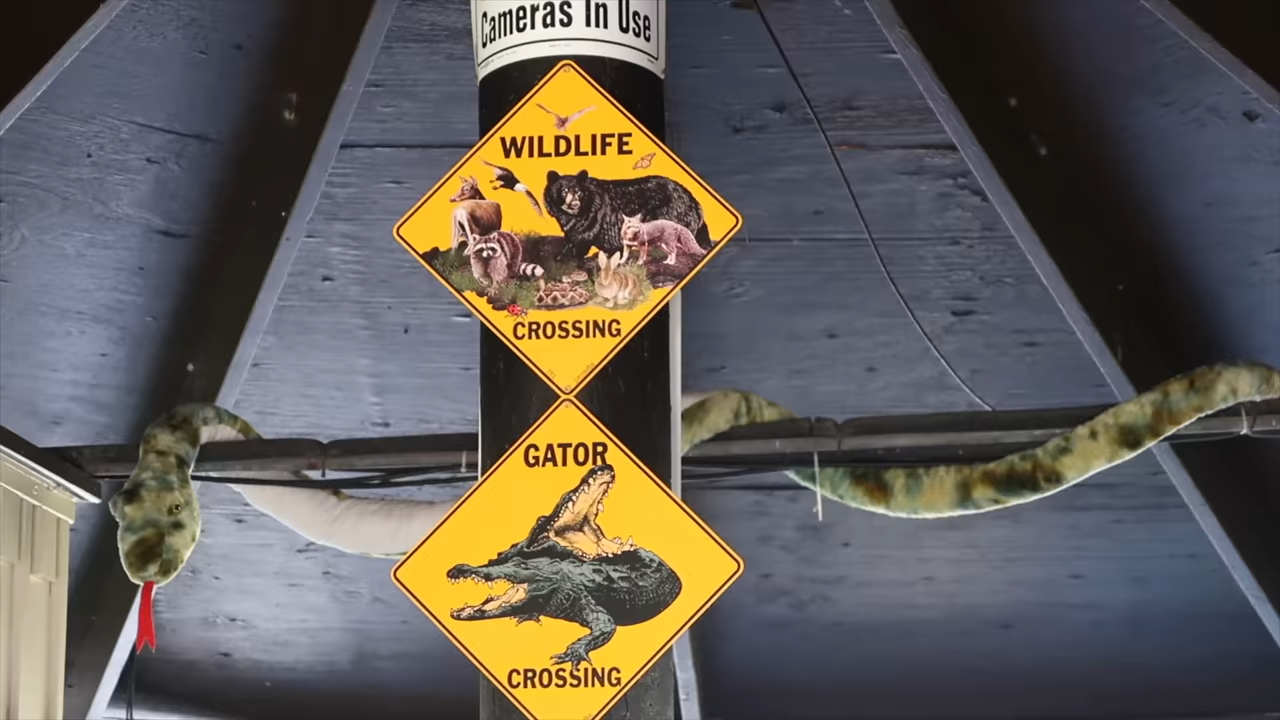 Cameras In Use
WILDLIFE
CROSSING
GATOR
CROSSING